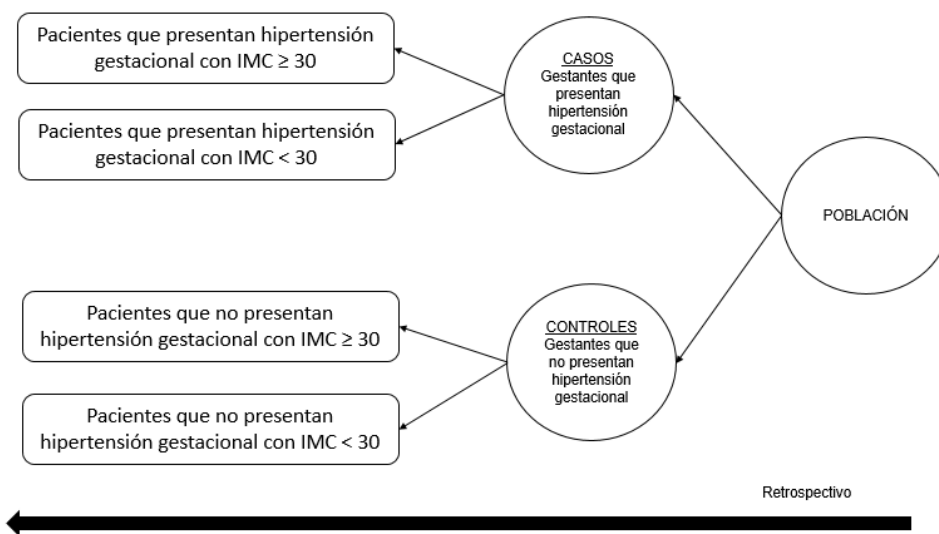 Pacientes que presentan hipertensión
gestacional con IMC ≥ 30
Pacientes que presentan hipertensión
gestacional con IMC < 30
CASOS
Gestantes que
presentan
hipertensión
gestacional
POBLACIÓN
Pacientes que no presentan
hipertensión gestacional con IMC ≥ 30
Pacientes que no presentan
hipertensión gestacional con IMC < 30
CONTROLES
Gestantes que
no presentan
hipertensión
gestacional
Retrospectivo